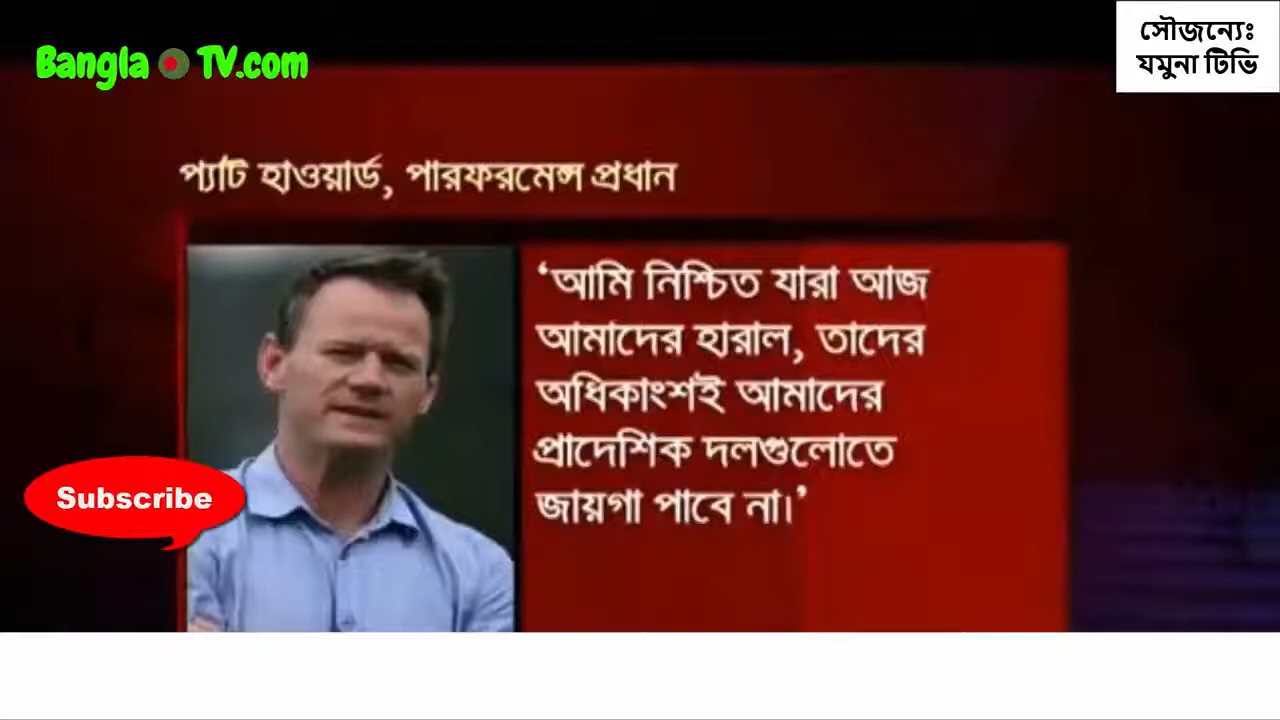 Bangla TV.com
সৌজন্যেঃ
যমুনা টিভি
প্যাট হাওয়ার্ড, পারফরমেন্স প্রধান
‘আমি নিশ্চিত যারা আজ
আমাদের হারাল, তাদের
অধিকাংশই আমাদের
প্রাদেশিক দলগুলোতে
জায়গা পাবে না।’
Subscribe